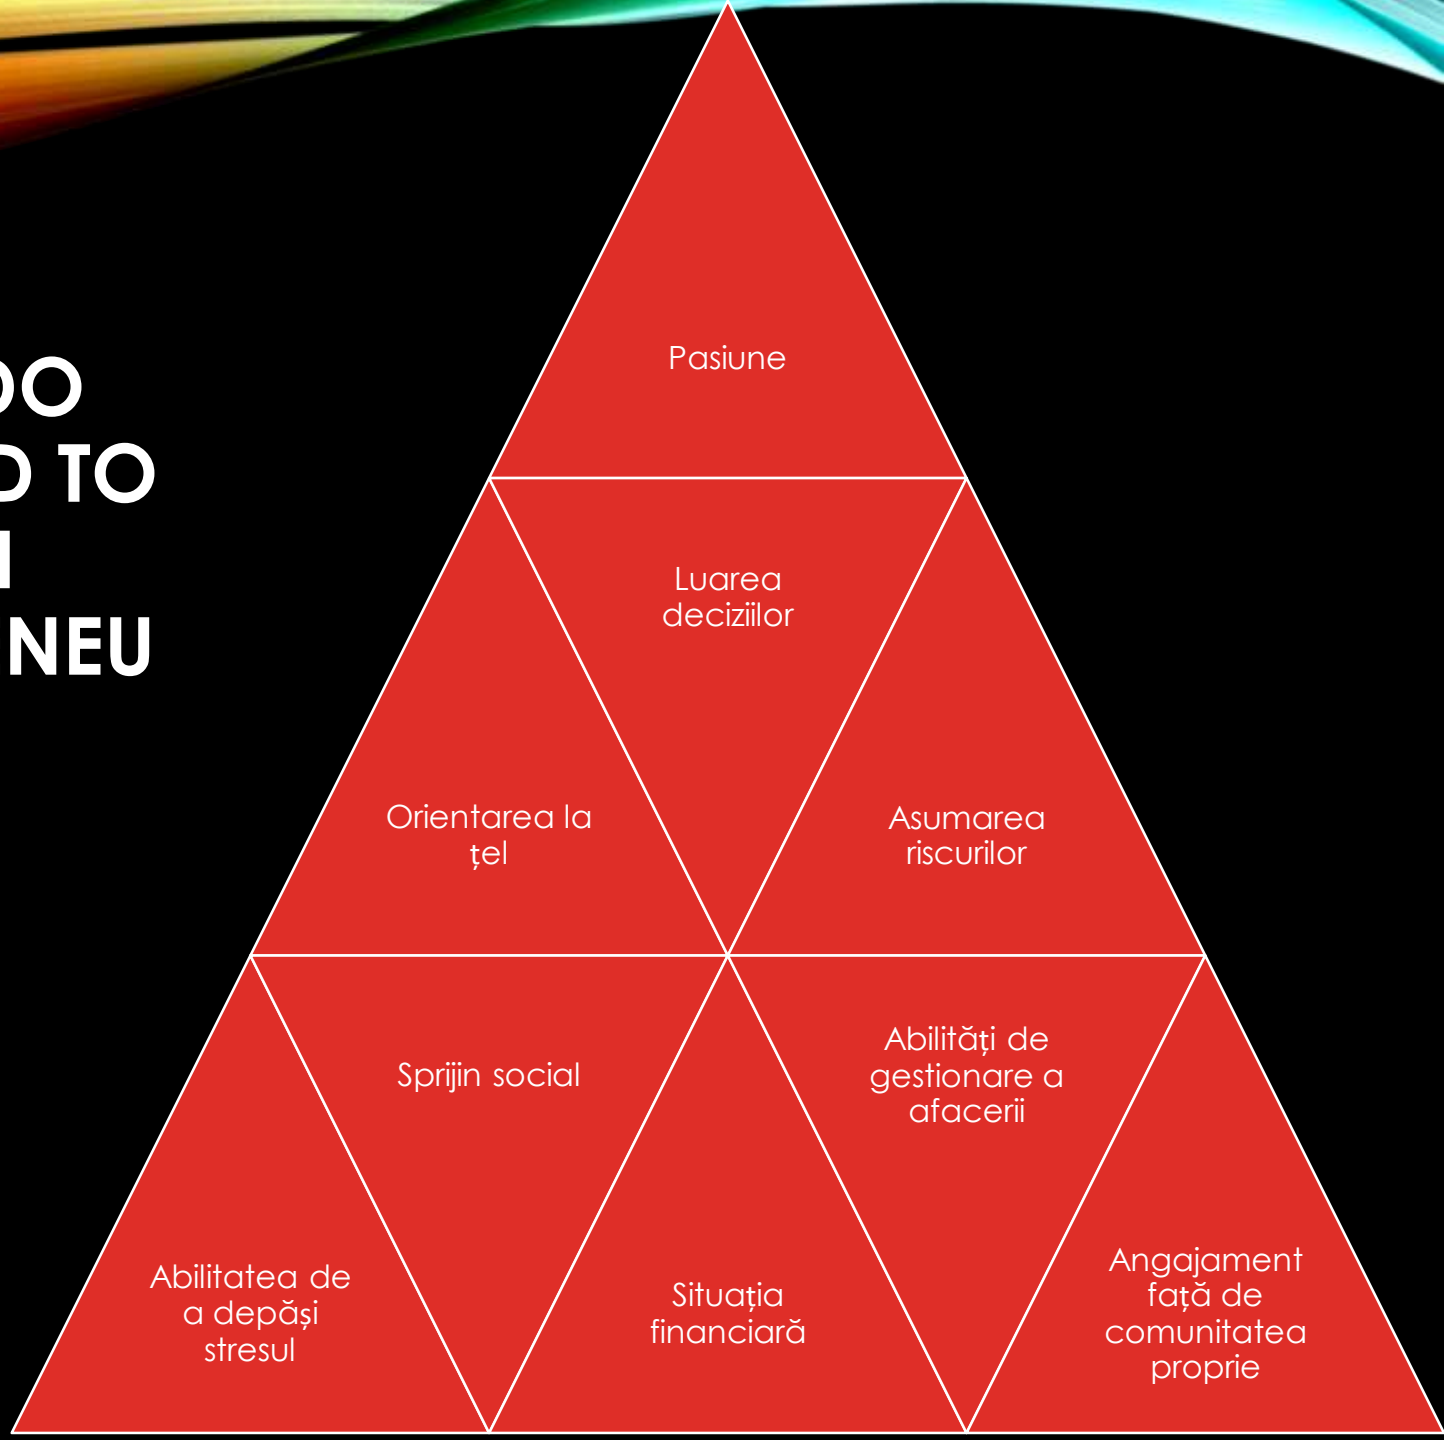 DO
D TO
NEU
Pasiune
Luarea
deciziilor
Orientarea la
țel
Asumarea
riscurilor
Sprijin social
Abilități de
gestionare a
afacerii
Abilitatea de
a depăși
stresul
Situația
financiară
Angajament
față de
comunitatea
proprie